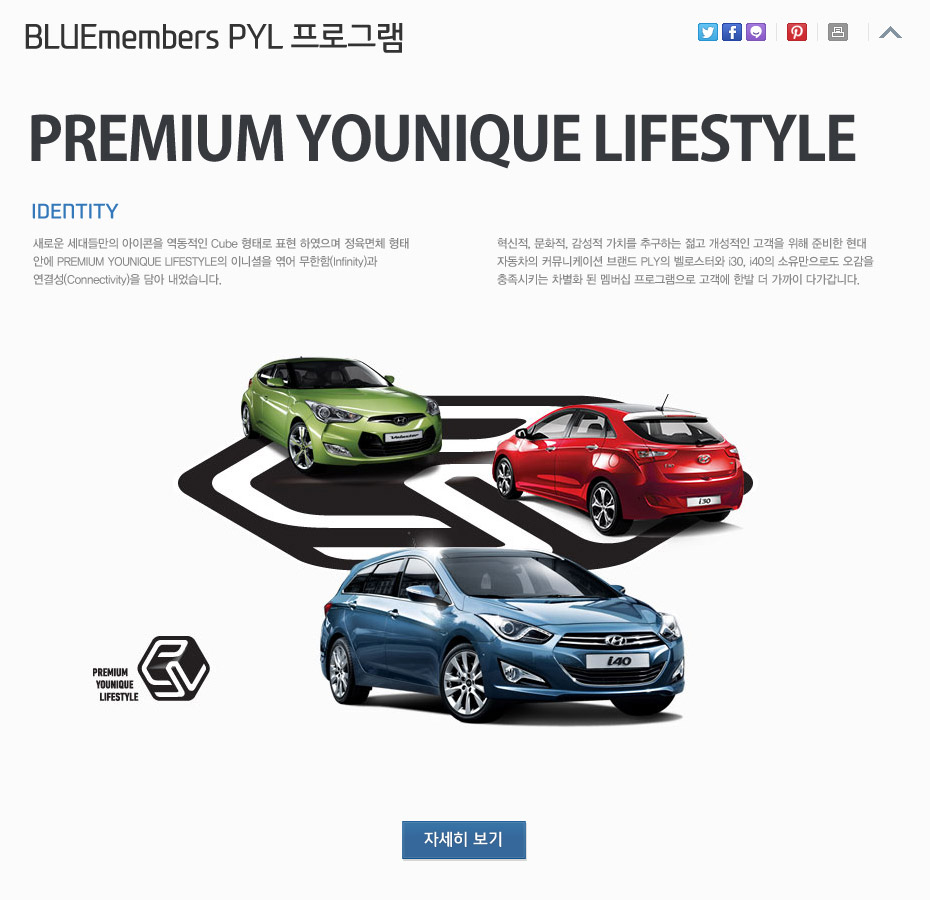 BLUEmembers PYL 프로그램
PREMIUM YOUNIQUE LIFESTYLE
IDENTITY
새로운 세대들만의 아이콘을 역동적인 Cube 형태로 표현 하였으며 정육면체 형태
안에 PREMIUM YOUNIQUE LIFESTYLE의 이니셜을 엮어 무한함(Infinity)과
연결성(Connectivity)을 담아 내었습니다.
혁신적, 문화적, 감성적 가치를 추구하는 젊고 개성적인 고객을 위해 준비한 현대
자동차의 커뮤니케이션 브랜드 PLY의 벨로스터와 i30, i40의 소유만으로도 오감을
충족시키는 차별화 된 멤버십 프로그램으로 고객에 한발 더 가까이 다가갑니다.
Veloster
i30
i40
PREMIUM
YOUNIQUE
LIFESTYLE
자세히 보기